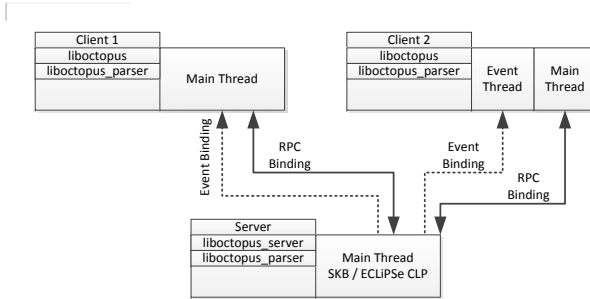 Client 1
liboctopus
liboctopus_parser
Main Thread
Client 2
liboctopus
liboctopus_parser
Event
Thread
Main
Thread
Event Binding
RPC
Binding
Event
Binding
RPC
Binding
Server
liboctopus_server
liboctopus_parser
Main Thread
SKB / ECLiPSe CLP